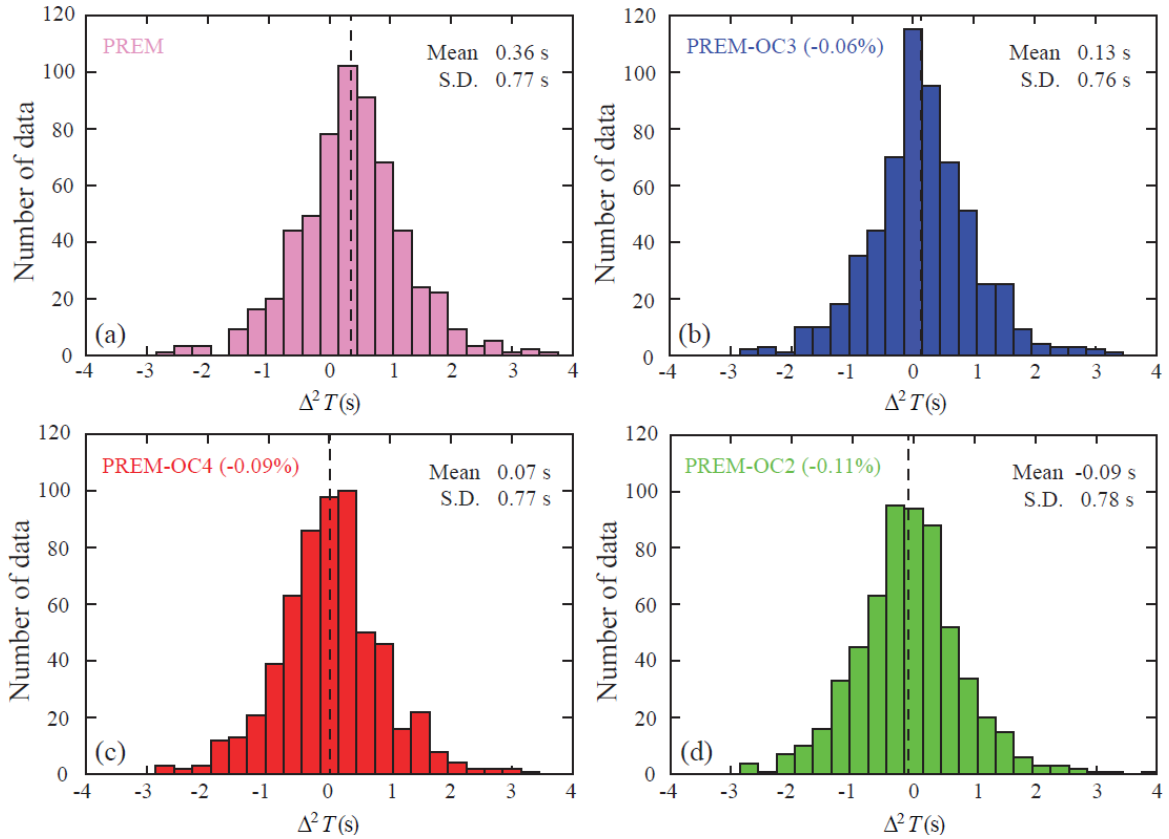 120
100
80
60
40
20
0
Number of data
PREM
Mean 0.36 s
S.D. 0.77 s
(a)
-4 -3 -2 -1 0 1 2 3 4
Δ² T(s)
120
100
80
60
40
20
0
Number of data
PREM-OC3 (-0.06%)
Mean 0.13 s
S.D. 0.76 s
(b)
-4 -3 -2 -1 0 1 2 3 4
Δ² T(s)
120
100
80
60
40
20
0
Number of data
PREM-OC4 (-0.09%)
Mean 0.07 s
S.D. 0.77 s
(c)
-4 -3 -2 -1 0 1 2 3 4
Δ² T(s)
120
100
80
60
40
20
0
Number of data
PREM-OC2 (-0.11%)
Mean -0.09 s
S.D. 0.78 s
(d)
-4 -3 -2 -1 0 1 2 3 4
Δ² T(s)